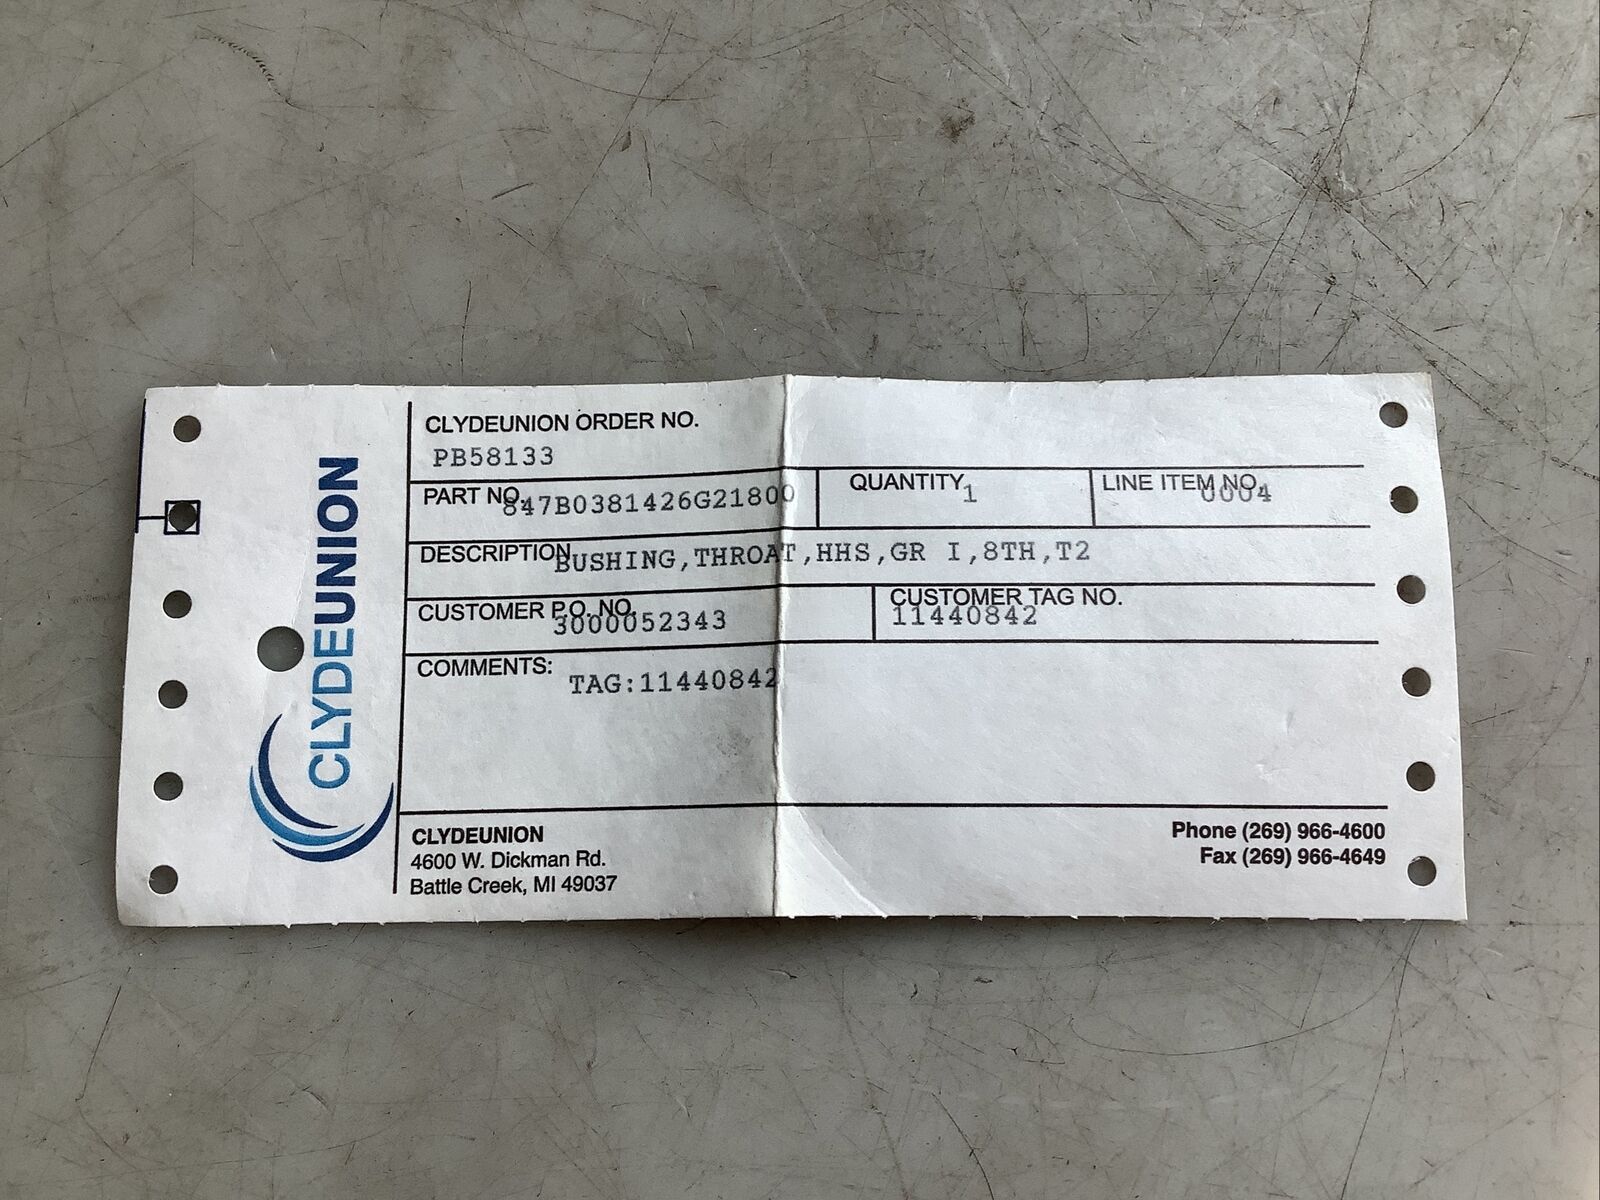 CLYDEUNION
CLYDEUNION ORDER NO.
PB58133
PART NO. 847B0381426G21800
QUANTITY 1
LINE ITEM NO. 0004
DESCRIPTION BUSHING,THROAT,HHS,GR I,8TH,T2
CUSTOMER P.O. NO. 3000052343
CUSTOMER TAG NO.
11440842
COMMENTS: TAG:11440842
CLYDEUNION
4600 W. Dickman Rd.
Battle Creek, MI 49037
Phone (269) 966-4600
Fax (269) 966-4649